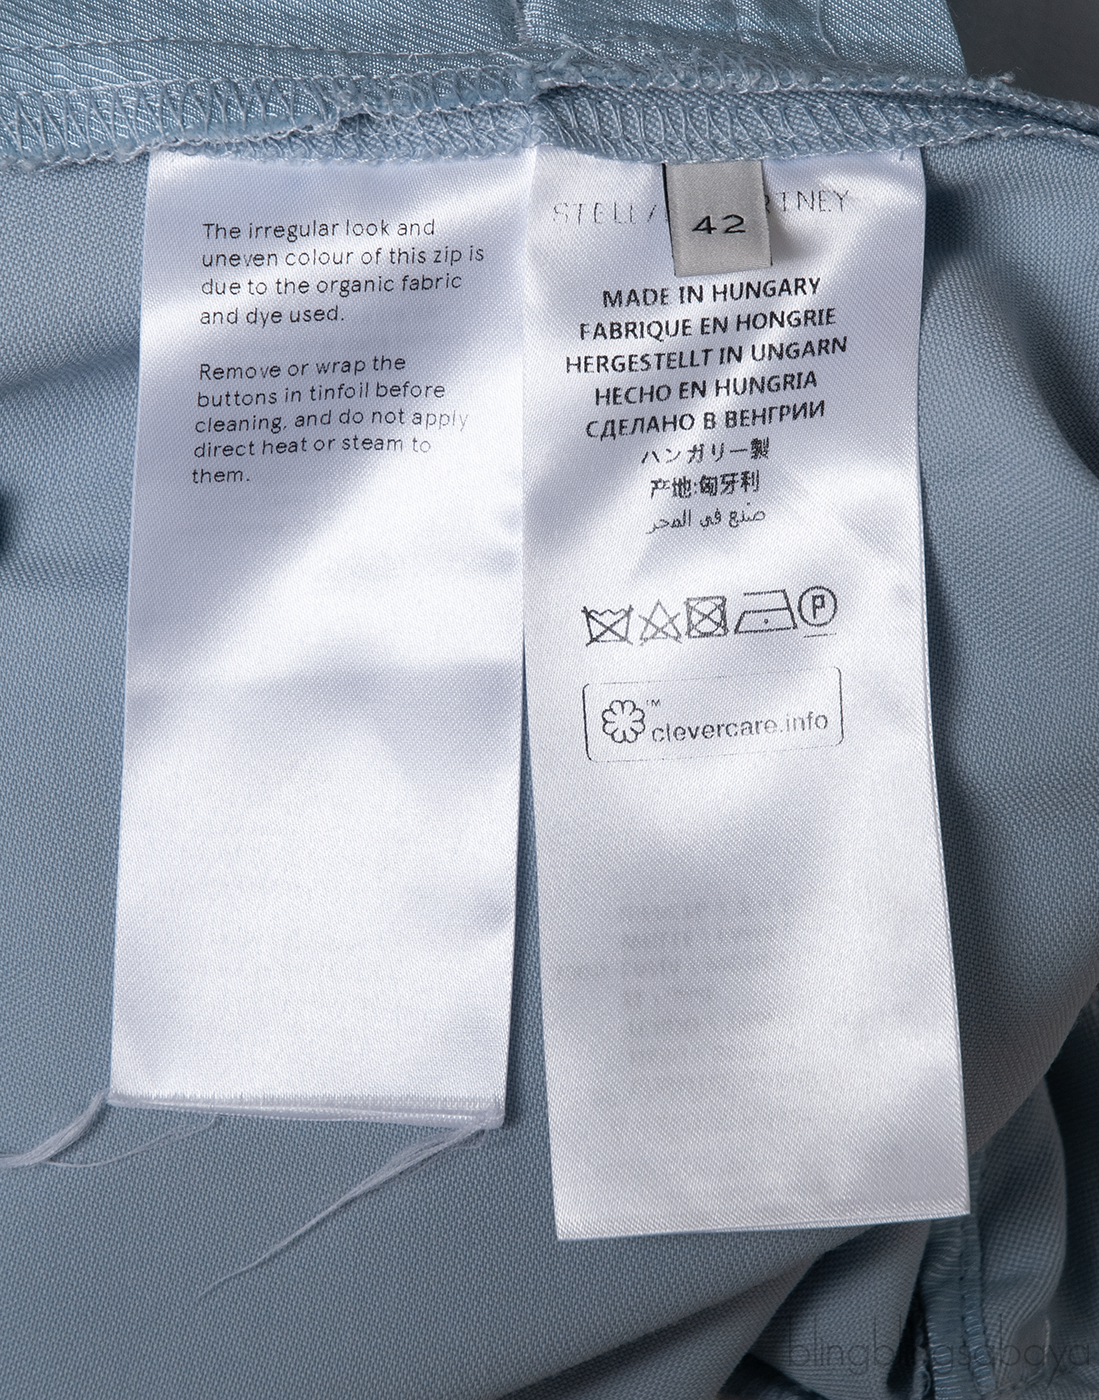 The irregular look and
uneven colour of this zip is
due to the organic fabric
and dye used.
Remove or wrap the
buttons in tinfoil before
cleaning, and do not apply
direct heat or steam to
them.
STELL RTNEY
42
MADE IN HUNGARY
FABRIQUE EN HONGRIE
HERGESTELLT IN UNGARN
HECHO EN HUNGRIA
СДЕЛАНО В ВЕНГРИИ
ハンガリー製
产地:匈牙利
صنع في المجر
P
TM
clevercare.info